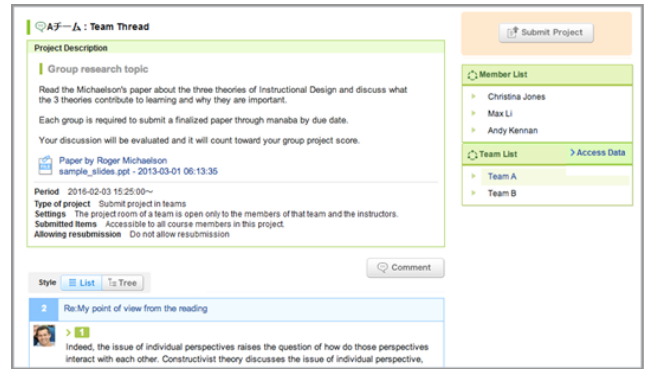 Aチーム : Team Thread
Project Description
Group research topic
Read the Michaelson's paper about the three theories of Instructional Design and discuss what
the 3 theories contribute to learning and why they are important.
Each group is required to submit a finalized paper through manaba by due date.
Your discussion will be evaluated and it will count toward your group project score.
Paper by Roger Michaelson
sample_slides.ppt - 2013-03-01 06:13:35
Period 2016-02-03 15:25:00~
Type of project Submit project in teams
Settings The project room of a team is open only to the members of that team and the instructors.
Submitted Items Accessible to all course members in this project.
Allowing resubmission Do not allow resubmission
Comment
Style List Tree
2 Re:My point of view from the reading
> 1
Indeed, the issue of individual perspectives raises the question of how do those perspectives
interact with each other. Constructivist theory discusses the issue of individual perspective,
Submit Project
Member List
Christina Jones
Max Li
Andy Kennan
Team List >Access Data
Team A
Team B